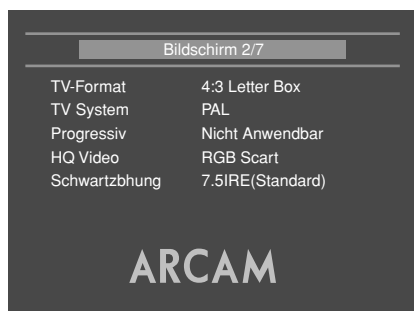 Bildschirm 2/7
TV-Format 4:3 Letter Box
TV System PAL
Progressiv Nicht Anwendbar
HQ Video RGB Scart
Schwartzbhung 7.5IRE(Standard)
ARCAM